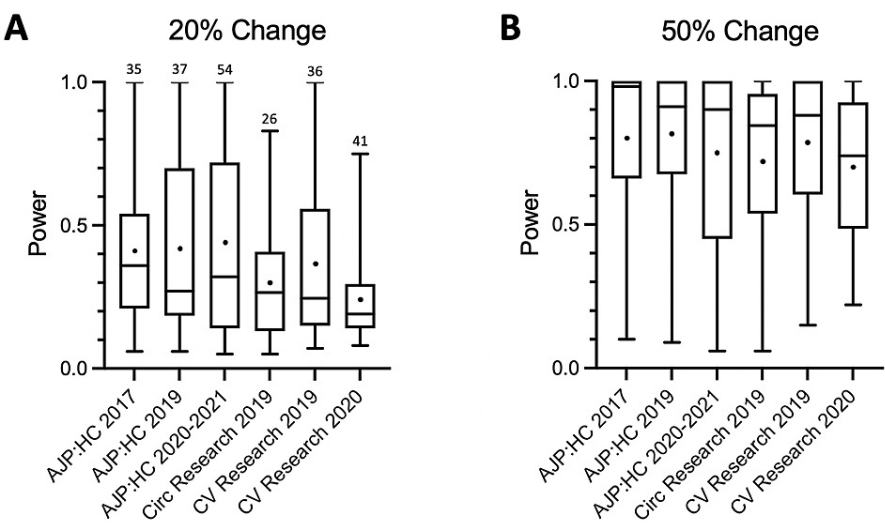 A
20% Change
35
37
54
26
36
41
1.0
0.5
0.0
Power
AJP:HC 2017
AJP:HC 2019
AJP:HC 2020-2021
Circ Research 2019
CV Research 2019
CV Research 2020
B
50% Change
1.0
0.5
0.0
Power
AJP:HC 2017
AJP:HC 2019
AJP:HC 2020-2021
Circ Research 2019
CV Research 2019
CV Research 2020